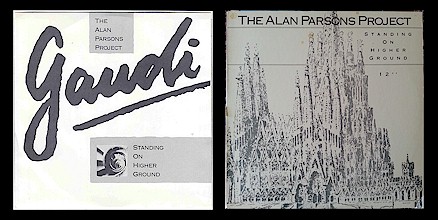 THE
ALAN
PARSONS
PROJECT
Gaudi
STANDING
ON
HIGHER
GROUND
THE ALAN PARSONS PROJECT
STANDING
ON
HIGHER
GROUND
12"